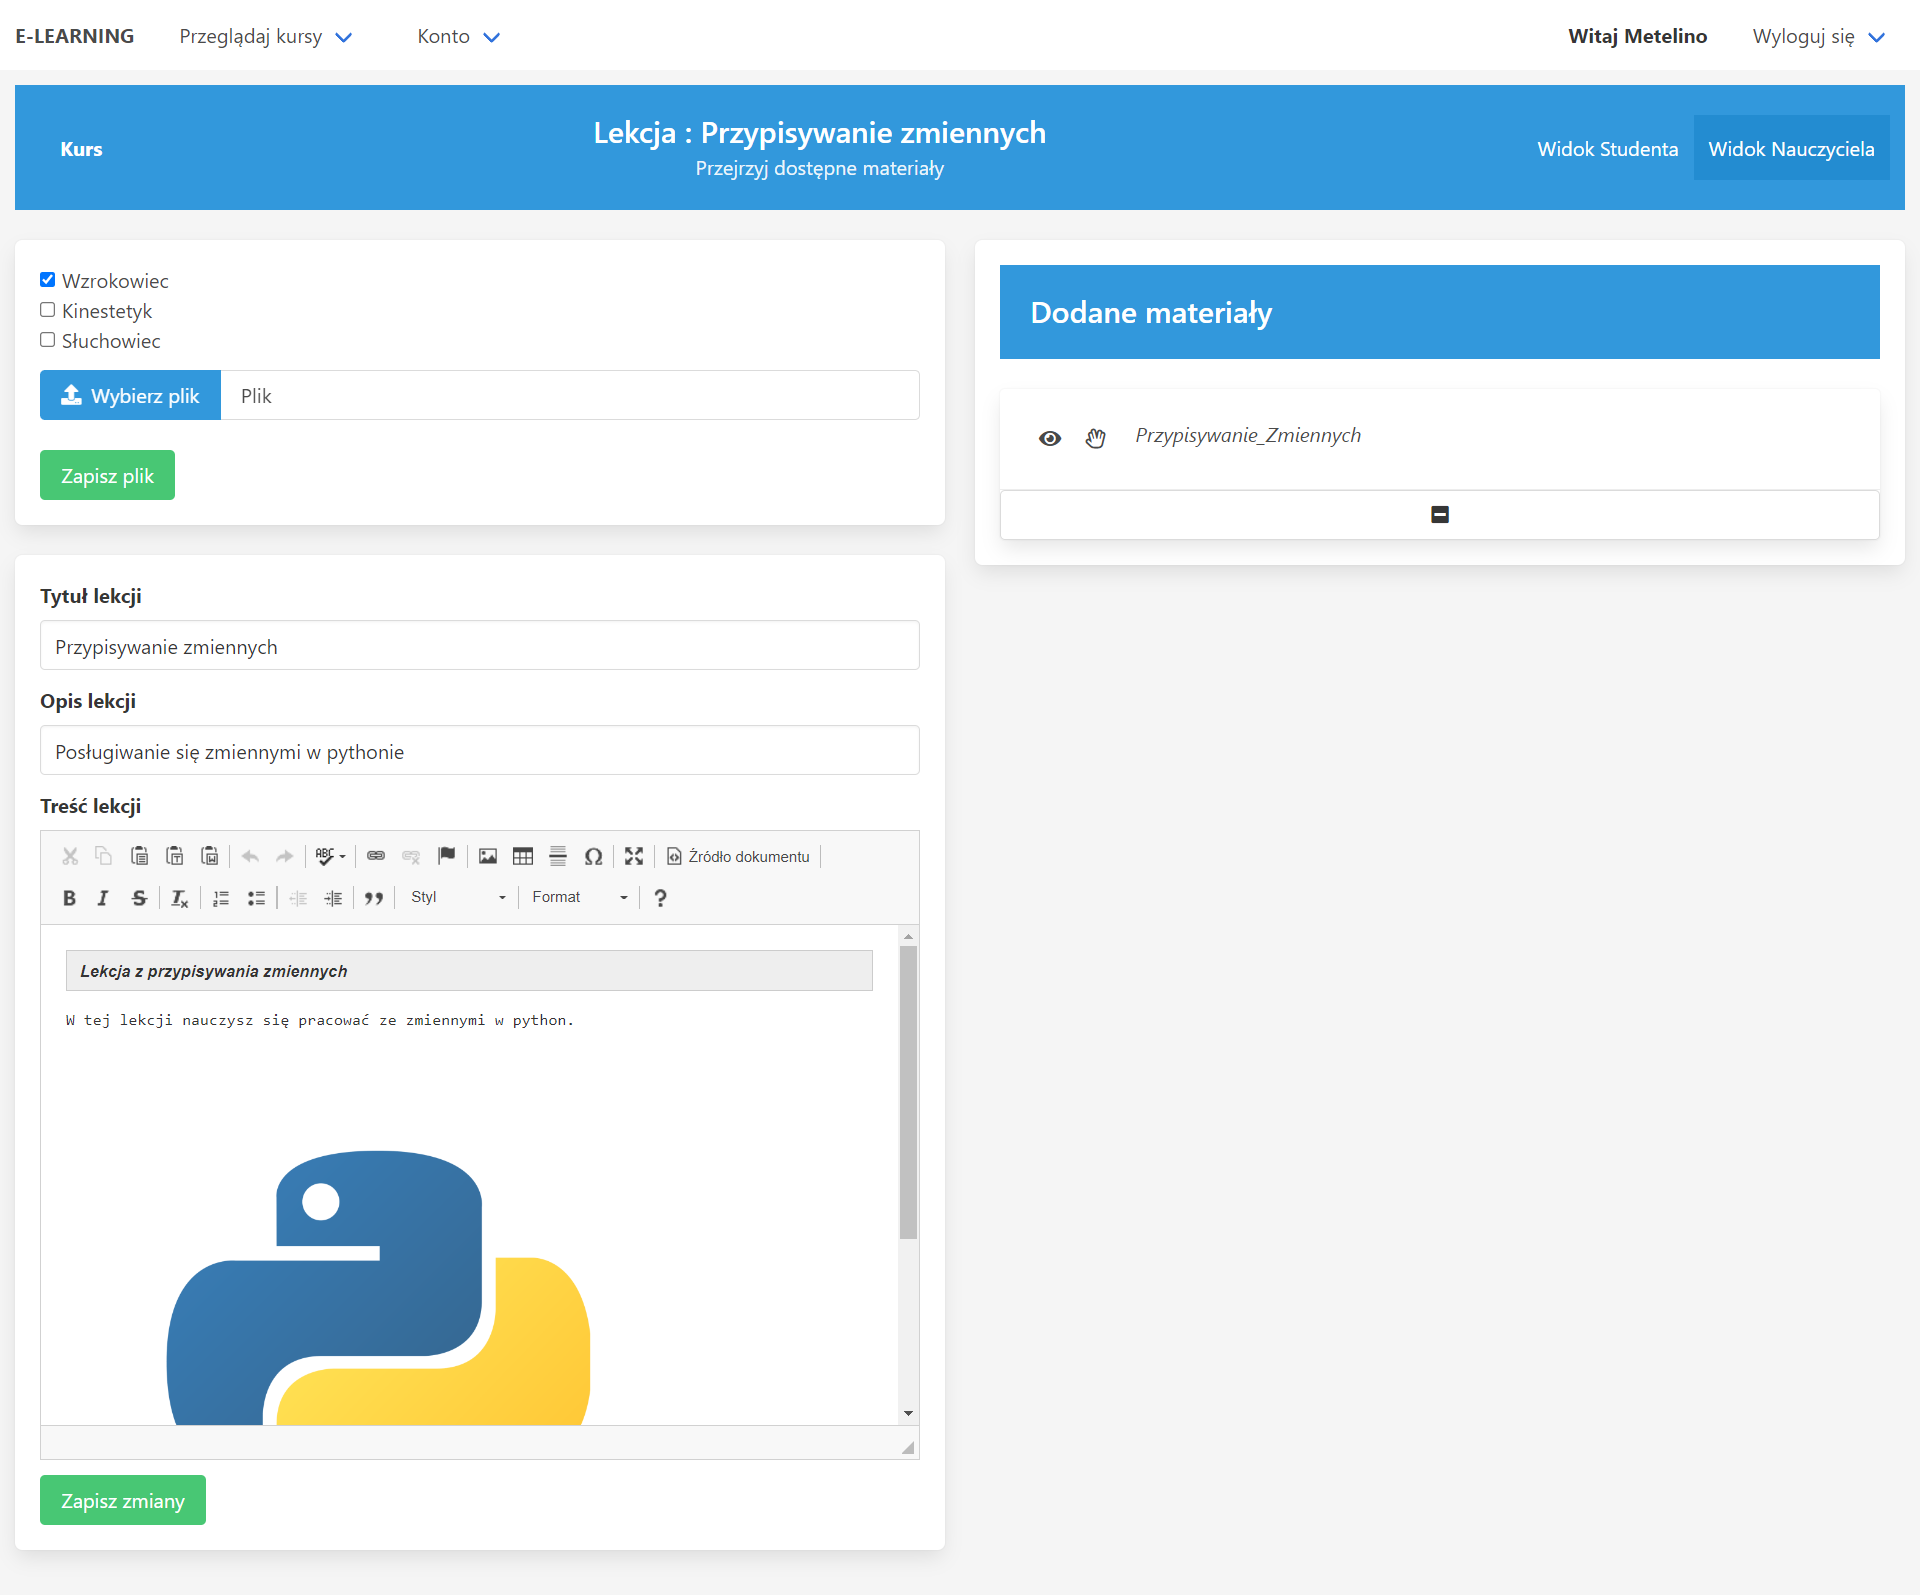 E-LEARNING Przeglądaj kursy Konto Witaj Metelino Wyloguj się
Kurs
Lekcja : Przypisywanie zmiennych
Przejrzyj dostępne materiały
Widok Studenta Widok Nauczyciela
Wzrokowiec
Kinestetyk
Słuchowiec
Wybierz plik Plik
Zapisz plik
Dodane materiały
Przypisywanie_Zmiennych
Tytuł lekcji
Przypisywanie zmiennych
Opis lekcji
Posługiwanie się zmiennymi w pythonie
Treść lekcji
ABC Źródło dokumentu
B I S Styl Format ?
Lekcja z przypisywania zmiennych
W tej lekcji nauczysz się pracować ze zmiennymi w python.
Zapisz zmiany